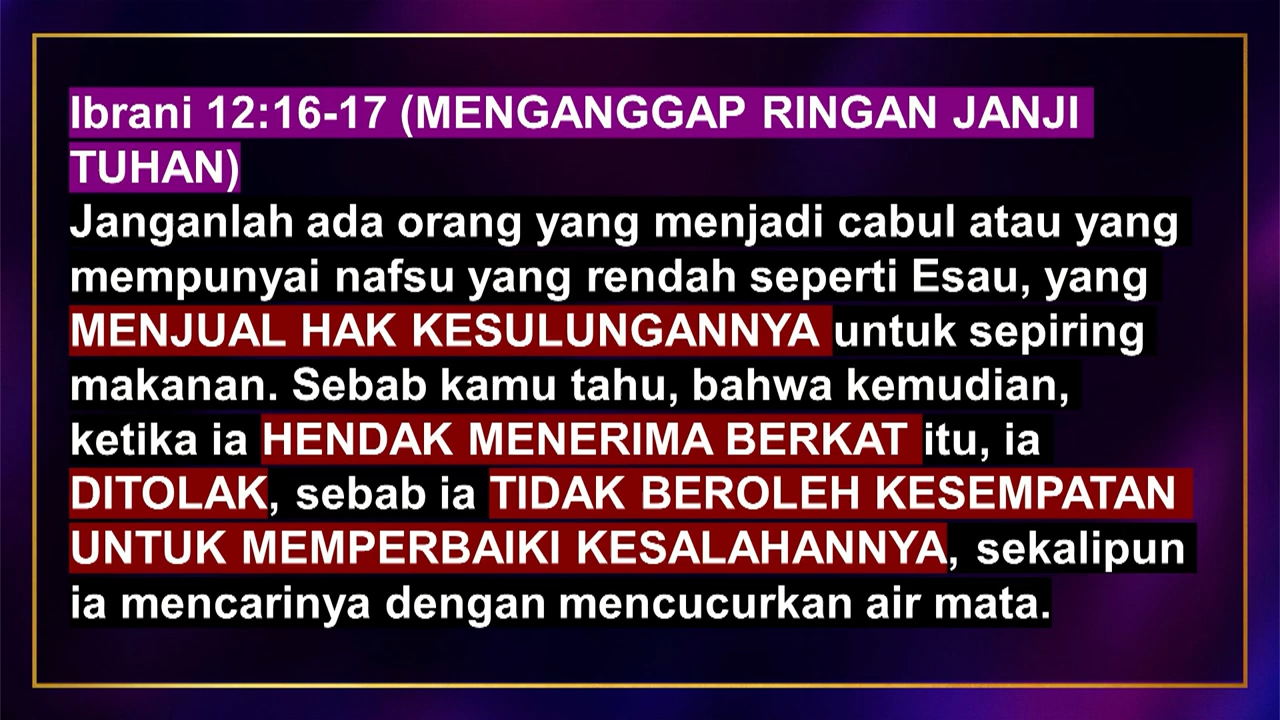 Ibrani 12:16-17 (MENGANGGAP RINGAN JANJI
TUHAN)
Janganlah ada orang yang menjadi cabul atau yang
mempunyai nafsu yang rendah seperti Esau, yang
MENJUAL HAK KESULUNGANNYA untuk sepiring
makanan. Sebab kamu tahu, bahwa kemudian,
ketika ia HENDAK MENERIMA BERKAT itu, ia
DITOLAK, sebab ia TIDAK BEROLEH KESEMPATAN
UNTUK MEMPERBAIKI KESALAHANNYA, sekalipun
ia mencarinya dengan mencucurkan air mata.